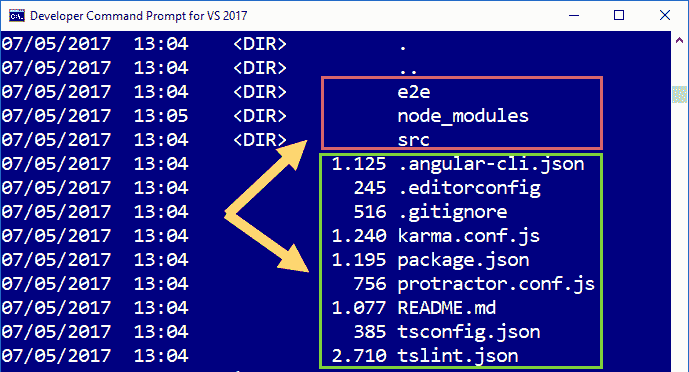 Developer Command Prompt for VS 2017
07/05/2017 13:04 <DIR> .
07/05/2017 13:04 <DIR> ..
07/05/2017 13:04 <DIR> e2e
07/05/2017 13:05 <DIR> node_modules
07/05/2017 13:04 <DIR> src
07/05/2017 13:04 1.125 .angular-cli.json
07/05/2017 13:04 245 .editorconfig
07/05/2017 13:04 516 .gitignore
07/05/2017 13:04 1.240 karma.conf.js
07/05/2017 13:04 1.195 package.json
07/05/2017 13:04 756 protractor.conf.js
07/05/2017 13:04 1.077 README.md
07/05/2017 13:04 385 tsconfig.json
07/05/2017 13:04 2.710 tslint.json